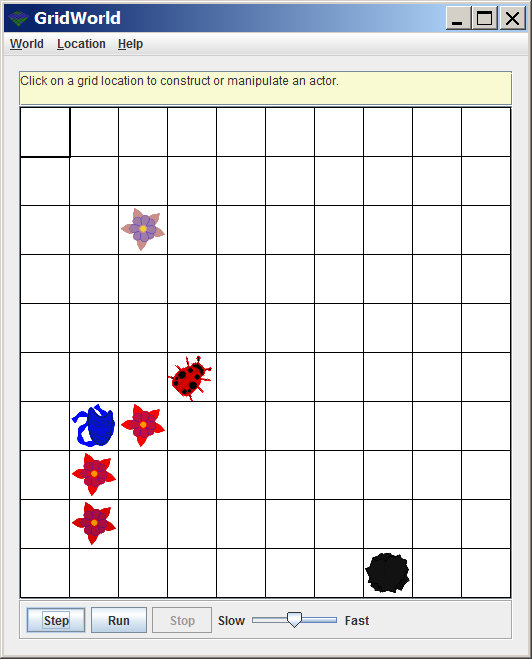 GridWorld
World Location Help
Click on a grid location to construct or manipulate an actor.
Step Run Stop Slow Fast